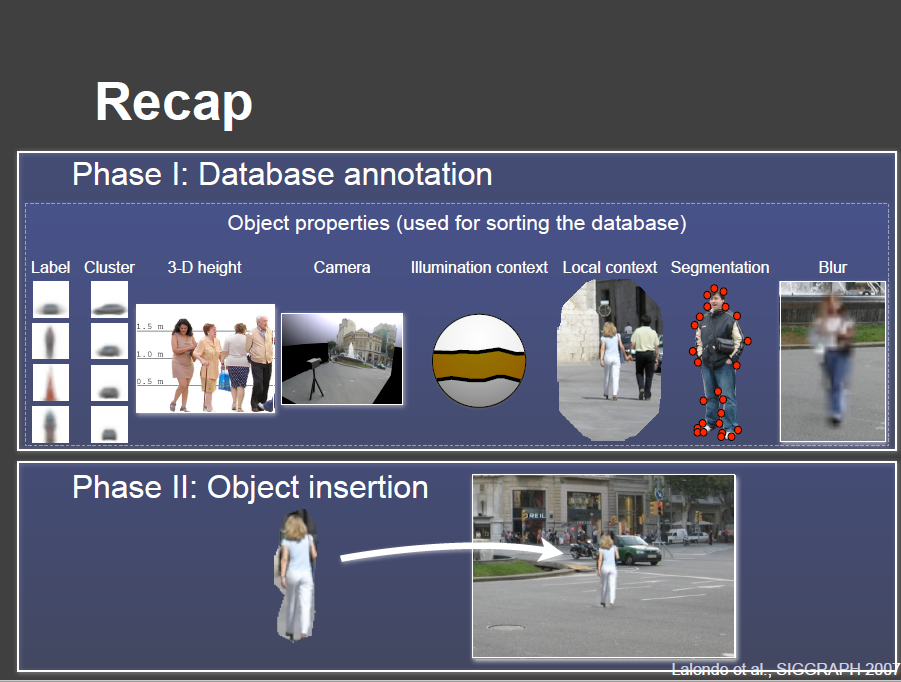 Recap
Phase I: Database annotation
Object properties (used for sorting the database)
Label Cluster 3-D height Camera Illumination context Local context Segmentation Blur
1.5 m
1.0 m
0.5 m
Phase II: Object insertion
Lalondo et al., SIGGRAPH 2007